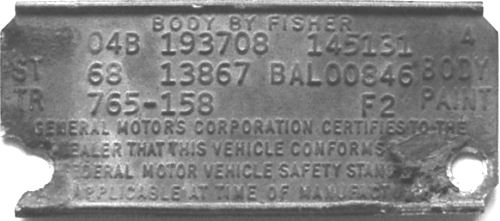 BODY BY FISHER
04B 193708 145131 4
ST 68 13867 BAL00846 BODY
TR 765-158 F2 PAINT
GENERAL MOTORS CORPORATION CERTIFIES TO THE
EALER THAT THIS VEHICLE CONFORMS
EDERAL MOTOR VEHICLE SAFETY STAN
APPLICABLE AT TIME OF MANUFACT